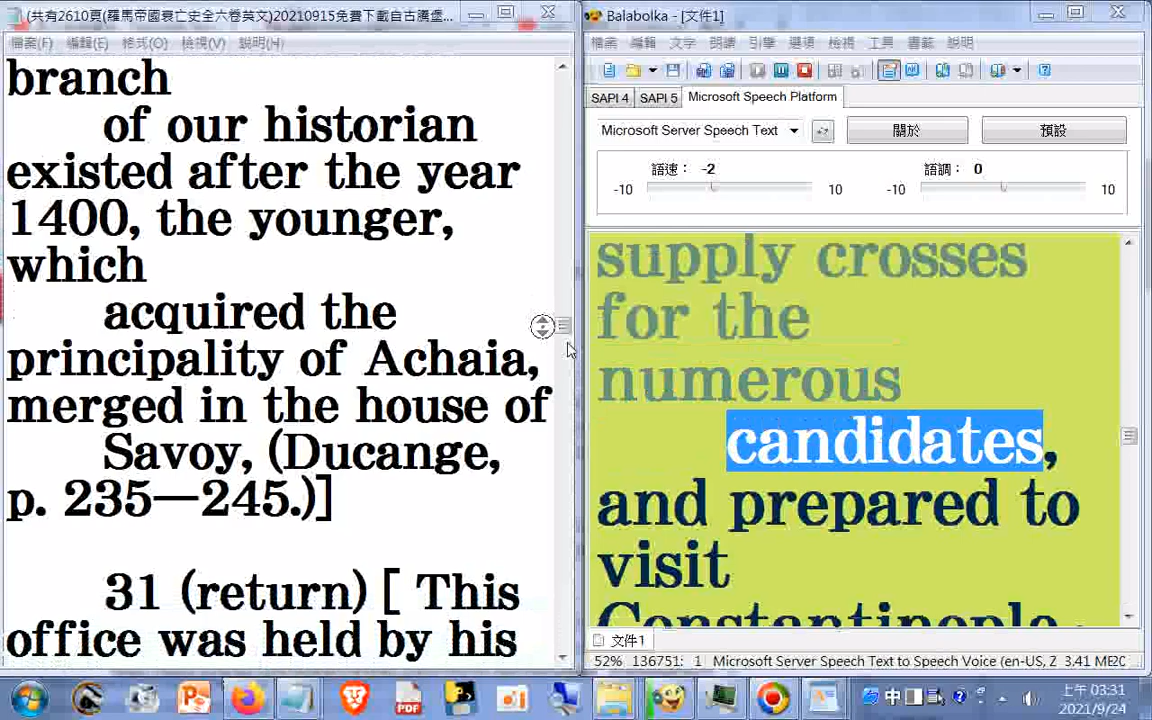 (共有2610頁(羅馬帝國衰亡史全六卷英文)20210915免費下載自古騰堡...
檔案(F) 編輯(E) 格式(O) 檢視(V) 說明(H)
branch
of our historian
existed after the year
1400, the younger,
which
acquired the
principality of Achaia,
merged in the house of
Savoy, (Ducange,
p. 235—245.)]
31 (return) [ This
office was held by his
Balabolka - [文件1]
檔案 編輯 文字 朗讀 引擎 選項 檢視 工具 書籤 說明
SAPI 4 SAPI 5 Microsoft Speech Platform
Microsoft Server Speech Text 關於 預設
語速： -2 語調： 0
-10 10 -10 10
supply crosses
for the
numerous
candidates,
and prepared to
visit
Constantinople.
文件1
52% 136751: 1 Microsoft Server Speech Text to Speech Voice (en-US, Z 3.41 ME2C
PDF 中 上午 03:31
2021/9/24